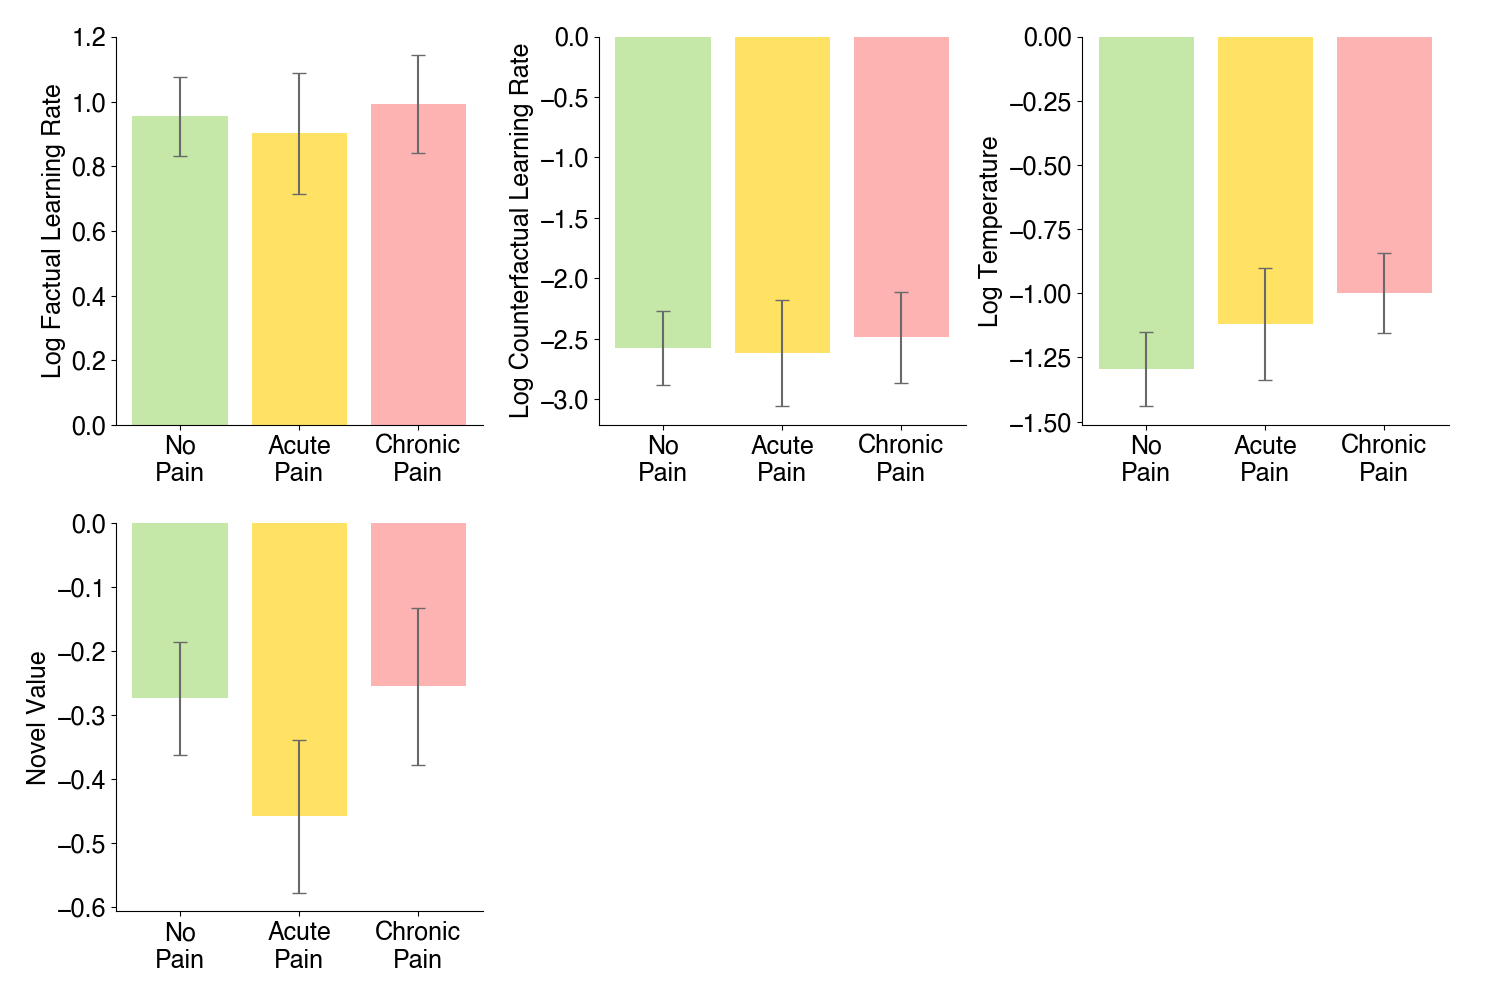 Log Factual Learning Rate
1.2
1.0
0.8
0.6
0.4
0.2
0.0
No
Pain
Acute
Pain
Chronic
Pain
Log Counterfactual Learning Rate
0.0
−0.5
−1.0
−1.5
−2.0
−2.5
−3.0
No
Pain
Acute
Pain
Chronic
Pain
Log Temperature
0.00
−0.25
−0.50
−0.75
−1.00
−1.25
−1.50
No
Pain
Acute
Pain
Chronic
Pain
Novel Value
0.0
−0.1
−0.2
−0.3
−0.4
−0.5
−0.6
No
Pain
Acute
Pain
Chronic
Pain